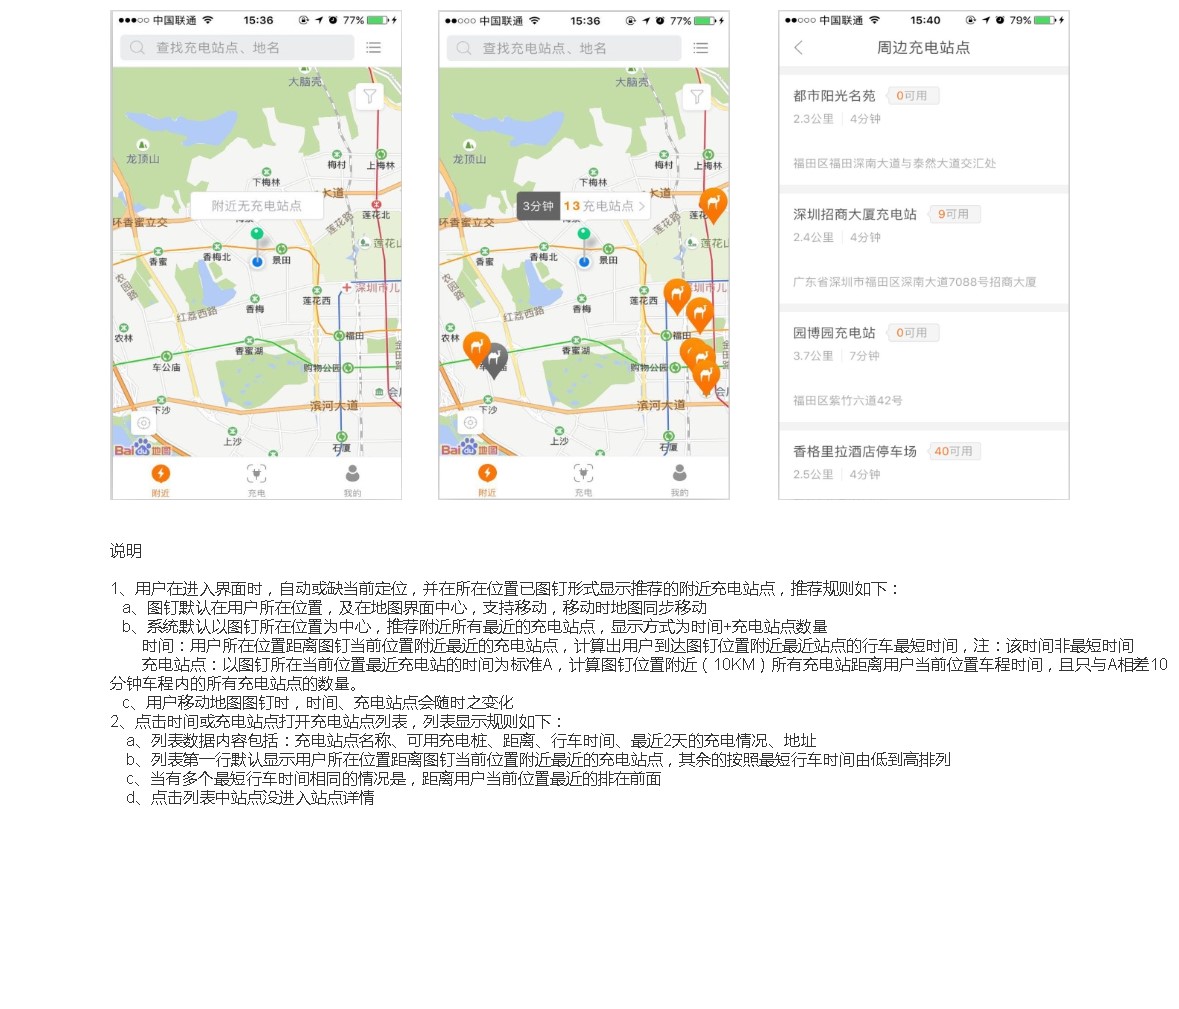 中国联通 15:36 77%
查找充电站点、地名
大脑壳
龙顶山
梅村
上梅林
下梅林
附近无充电站点
莲花北
环香蜜立交
莲花路
香蜜
香梅北
景田
莲花山
农园路
深圳市儿
莲花西
香梅
红荔西路
农林
福田
香蜜湖
车公庙
购物公园
下沙
滨河大道
上沙
石厦
Bai du 地图
附近
充电
我的
中国联通 15:36 77%
查找充电站点、地名
大脑壳
龙顶山
梅村
上梅林
下梅林
3分钟 13充电站点
莲花北
环香蜜立交
莲花路
香蜜
香梅北
景田
莲花山
农园路
莲花西
香梅
红荔西路
农林
福田
香蜜湖
购物公园
下沙
滨河大道
上沙
石厦
Bai du 地图
附近
充电
我的
中国联通 15:40 79%
周边充电站点
都市阳光名苑 0可用
2.3公里 4分钟
福田区福田深南大道与泰然大道交汇处
深圳招商大厦充电站 9可用
2.4公里 4分钟
广东省深圳市福田区深南大道7088号招商大厦
园博园充电站 0可用
3.7公里 7分钟
福田区紫竹六道42号
香格里拉酒店停车场 40可用
2.5公里 4分钟
说明
1、用户在进入界面时，自动或缺当前定位，并在所在位置已图钉形式显示推荐的附近充电站点，推荐规则如下：
a、图钉默认在用户所在位置，及在地图界面中心，支持移动，移动时地图同步移动
b、系统默认以图钉所在位置为中心，推荐附近所有最近的充电站点，显示方式为时间+充电站点数量
时间：用户所在位置距离图钉当前位置附近最近的充电站点，计算出用户到达图钉位置附近最近站点的行车最短时间，注：该时间非最短时间
充电站点：以图钉所在当前位置最近充电站的时间为标准A，计算图钉位置附近（10KM）所有充电站距离用户当前位置车程时间，且只与A相差10
分钟车程内的所有充电站点的数量。
c、用户移动地图图钉时，时间、充电站点会随时之变化
2、点击时间或充电站点打开充电站点列表，列表显示规则如下：
a、列表数据内容包括：充电站点名称、可用充电桩、距离、行车时间、最近2天的充电情况、地址
b、列表第一行默认显示用户所在位置距离图钉当前位置附近最近的充电站点，其余的按照最短行车时间由低到高排列
c、当有多个最短行车时间相同的情况是，距离用户当前位置最近的排在前面
d、点击列表中站点没进入站点详情